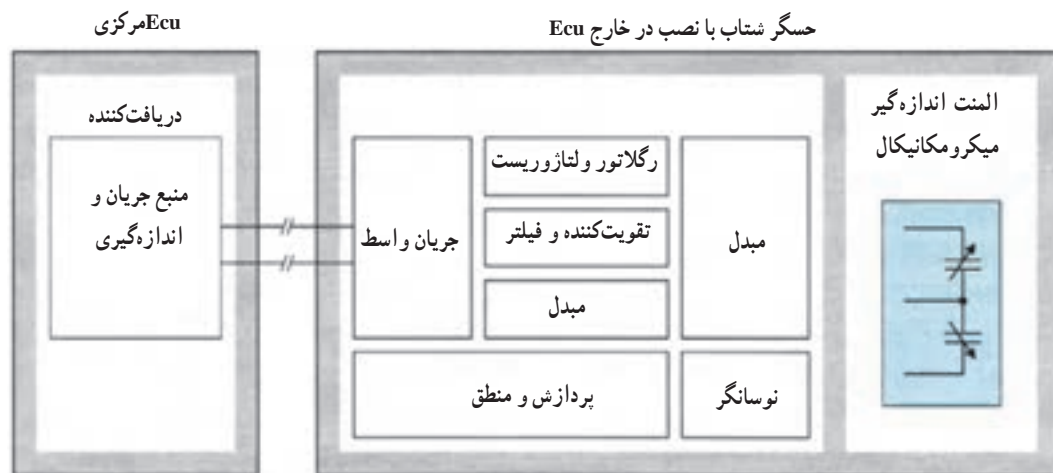 حسگر شتاب با نصب در خارج Ecu
Ecuمرکزی
المنت اندازه‌گیر
میکرومکانیکال
مبدل
رگلاتور ولتاژوریست
تقویت‌کننده و فیلتر
مبدل
جریان واسط
نوسانگر
پردازش و منطق
دریافت‌کننده
منبع جریان و
اندازه‌گیری